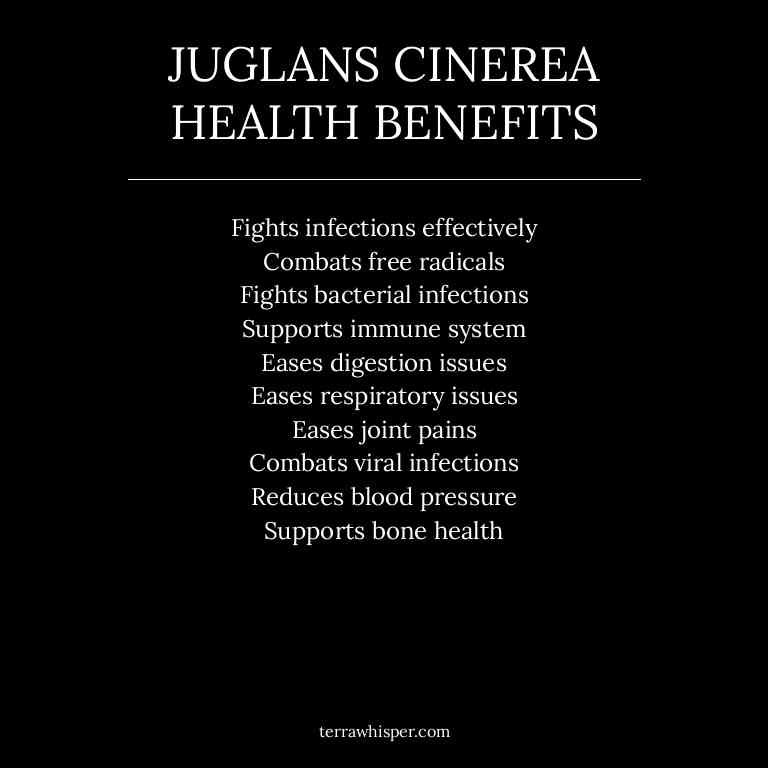 JUGLANS CINEREA
HEALTH BENEFITS
Fights infections effectively
Combats free radicals
Fights bacterial infections
Supports immune system
Eases digestion issues
Eases respiratory issues
Eases joint pains
Combats viral infections
Reduces blood pressure
Supports bone health
terrawhisper.com